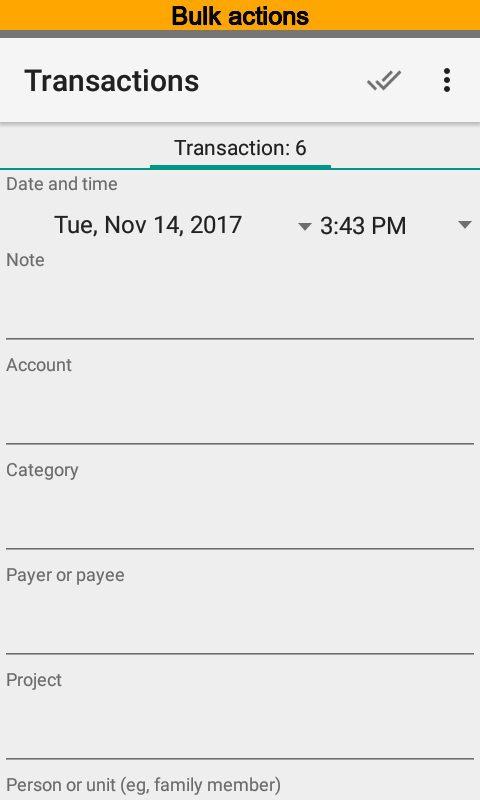 Bulk actions
Transactions
Transaction: 6
Date and time
Tue, Nov 14, 2017 3:43 PM
Note
Account
Category
Payer or payee
Project
Person or unit (eg, family member)